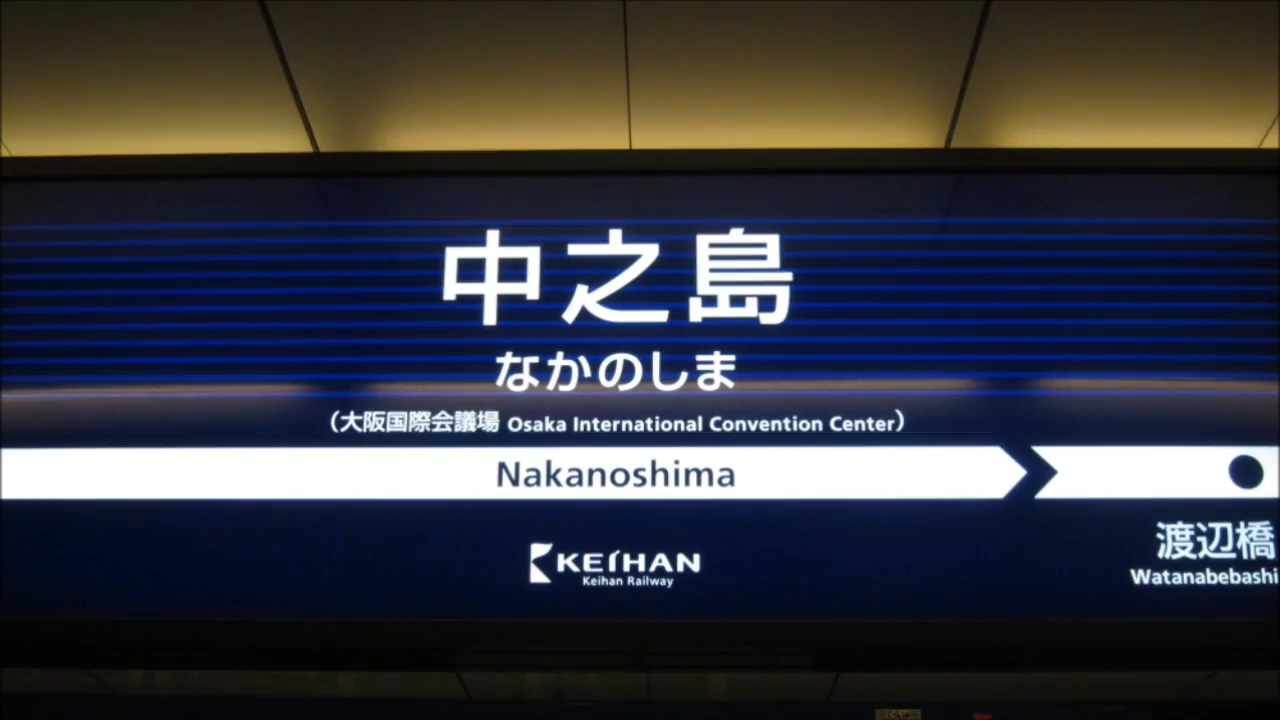 中之島
なかのしま
（大阪国際会議場 Osaka International Convention Center）
Nakanoshima
渡辺橋
Watanabebashi
KEIHAN
Keihan Railway